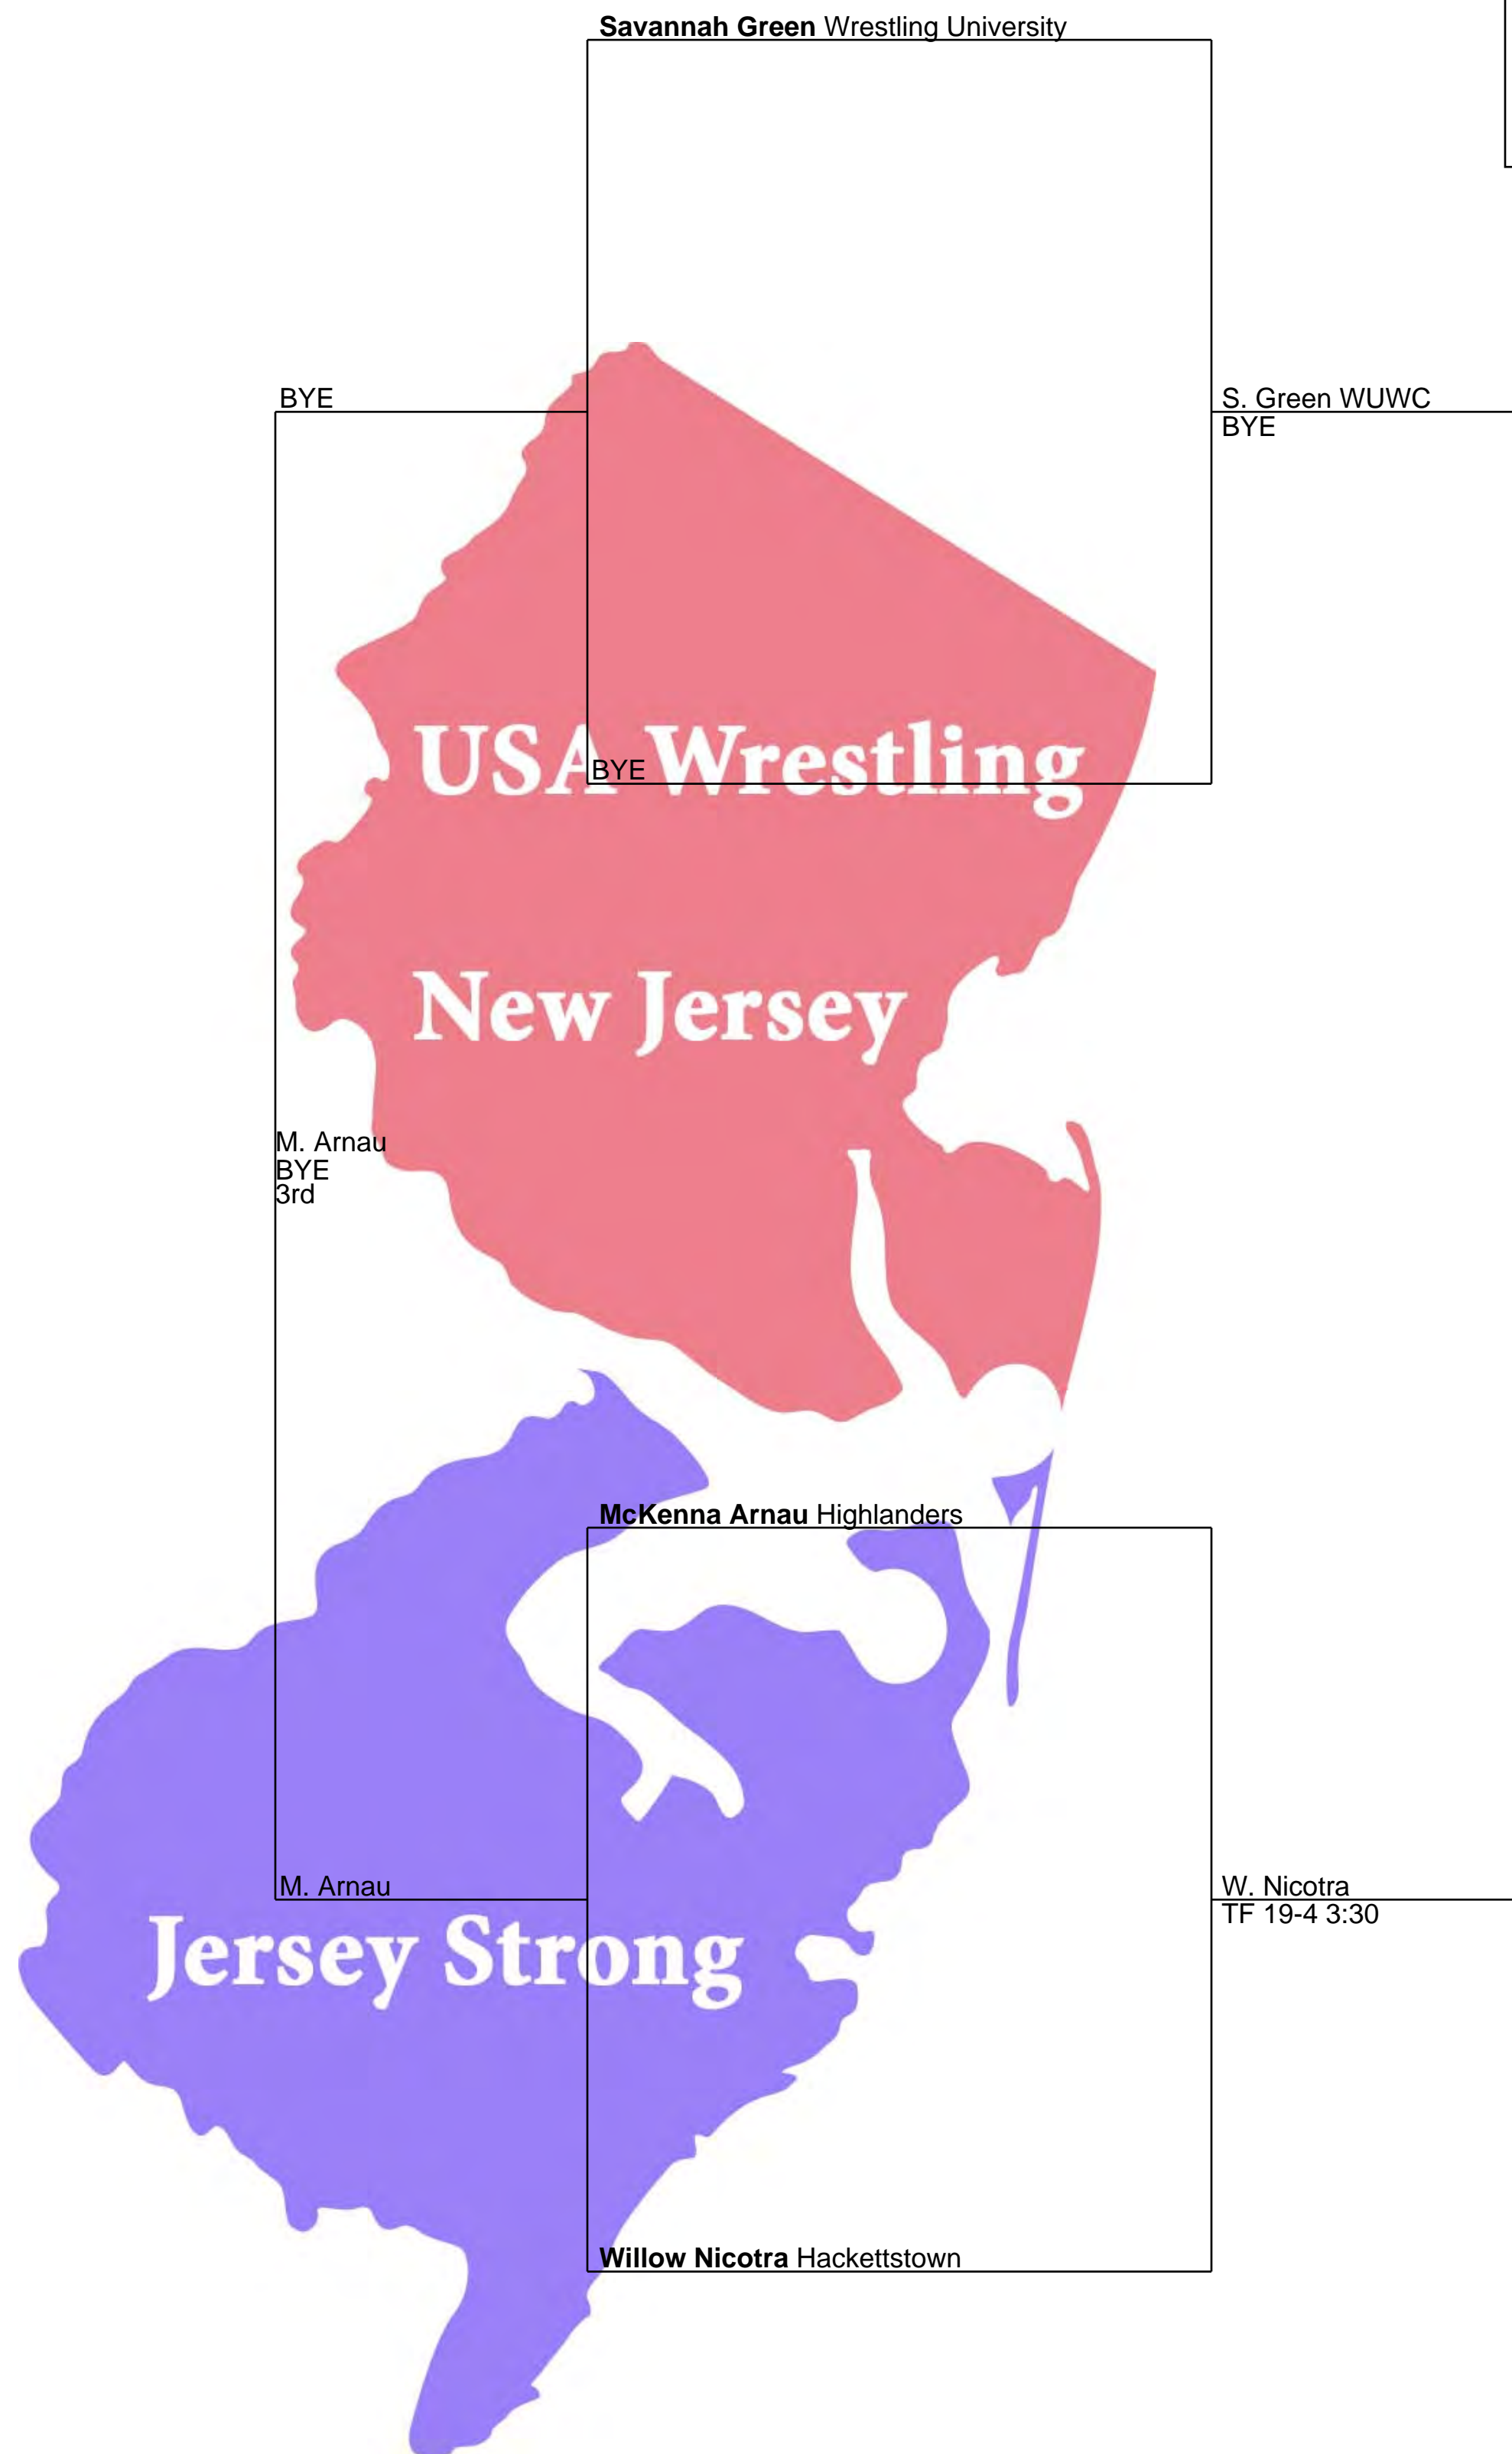 Savannah Green Wrestling University
BYE
S. Green WUWC
BYE
USA Wrestling
BYE
New Jersey
M. Arnau
BYE
3rd
McKenna Arnau Highlanders
M. Arnau
W. Nicotra
TF 19-4 3:30
Jersey Strong
Willow Nicotra Hackettstown